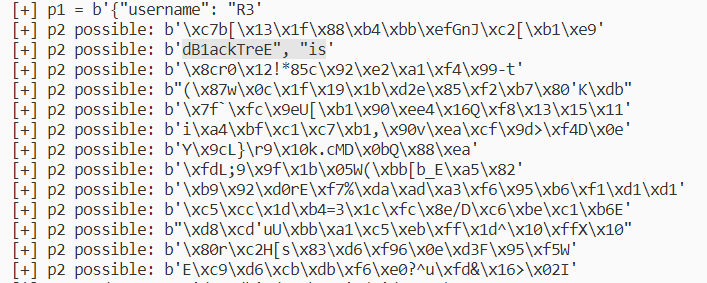 [+] p1 = b'{"username": "R3'
[+] p2 possible: b'\xc7b[\x13\x1f\x88\xb4\xbb\xefGnJ\xc2[\xb1\xe9'
[+] p2 possible: b'dB1ackTreE", "is'
[+] p2 possible: b'\x8cr0\x12!*85c\x92\xe2\xa1\xf4\x99-t'
[+] p2 possible: b"(\x87w\x0c\x1f\x19\x1b\xd2e\x85\xf2\xb7\x80'K\xdb"
[+] p2 possible: b'\x7f`\xfc\x9eU[\xb1\x90\xee4\x16Q\xf8\x13\x15\x11'
[+] p2 possible: b'i\xa4\xbf\xc1\xc7\xb1,\x90v\xea\xcf\x9d>\xf4D\x0e'
[+] p2 possible: b'Y\x9cL}\r9\x10k.cMD\x0bQ\x88\xea'
[+] p2 possible: b'\xfdL;9\x9f\x1b\x05W(\xbb[b_E\xa5\x82'
[+] p2 possible: b'\xb9\x92\xd0rE\xf7%\xda\xad\xa3\xf6\x95\xb6\xf1\xd1\xd1'
[+] p2 possible: b'\xc5\xcc\x1d\xb4=3\x1c\xfc\x8e/D\xc6\xbe\xc1\xb6E'
[+] p2 possible: b"\xd8\xcd'uU\xbb\xa1\xc5\xeb\xff\x1d^\x10\xffX\x10"
[+] p2 possible: b'\x80r\xc2H[s\x83\xd6\xf96\x0e\xd3F\x95\xf5W'
[+] p2 possible: b'E\xc9\xd6\xcb\xdb\xf6\xe0?^u\xfd&\x16>\x02I'